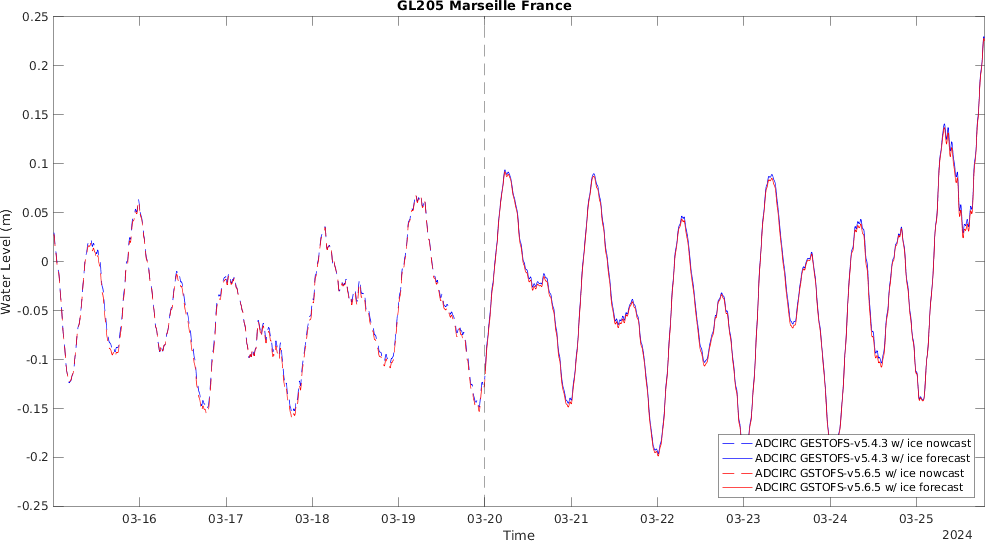 GL205 Marseille France
0.25
0.2
0.15
0.1
0.05
0
-0.05
-0.1
-0.15
-0.2
-0.25
Water Level (m)
ADCIRC GESTOFS-v5.4.3 w/ ice nowcast
ADCIRC GESTOFS-v5.4.3 w/ ice forecast
ADCIRC GSTOFS-v5.6.5 w/ ice nowcast
ADCIRC GSTOFS-v5.6.5 w/ ice forecast
03-16 03-17 03-18 03-19 03-20 03-21 03-22 03-23 03-24 03-25
Time
2024